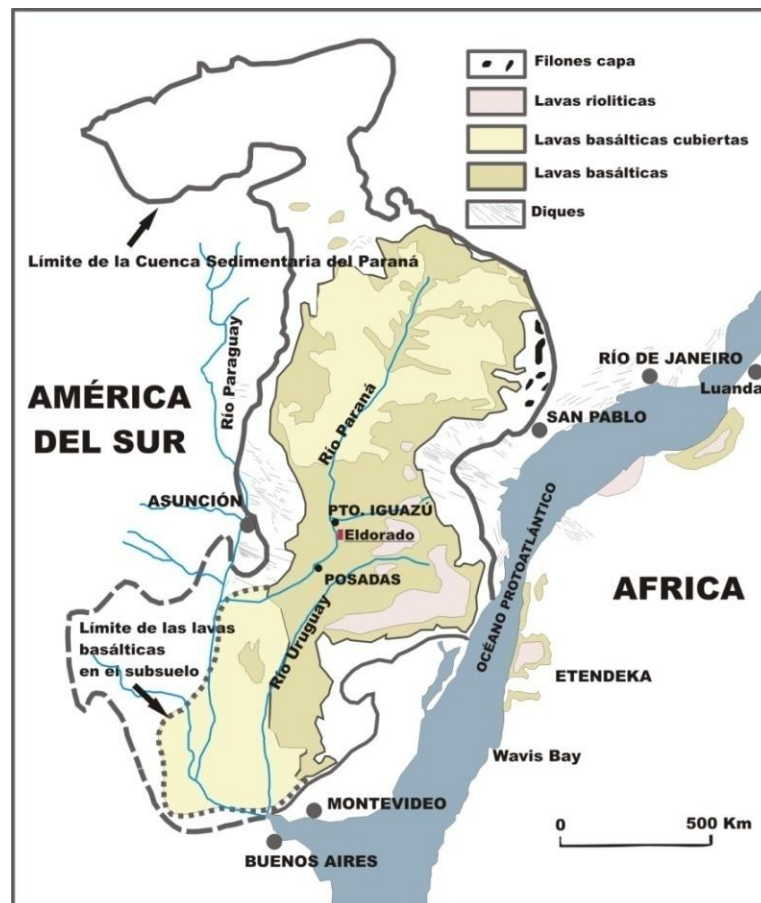 Filones capa
Lavas rioliticas
Lavas basálticas cubiertas
Lavas basálticas
Diques
Límite de la Cuenca Sedimentaria del Paraná
Río Paraguay
Río Paraná
RÍO DE JANEIRO
Luanda
AMÉRICA
DEL SUR
SAN PABLO
ASUNCIÓN
PTO. IGUAZÚ
Eldorado
POSADAS
OCÉANO PROTOATLÁNTICO
AFRICA
Límite de las lavas
basálticas
en el subsuelo
Río Uruguay
ETENDEKA
Wavis Bay
MONTEVIDEO
BUENOS AIRES
0 500 Km